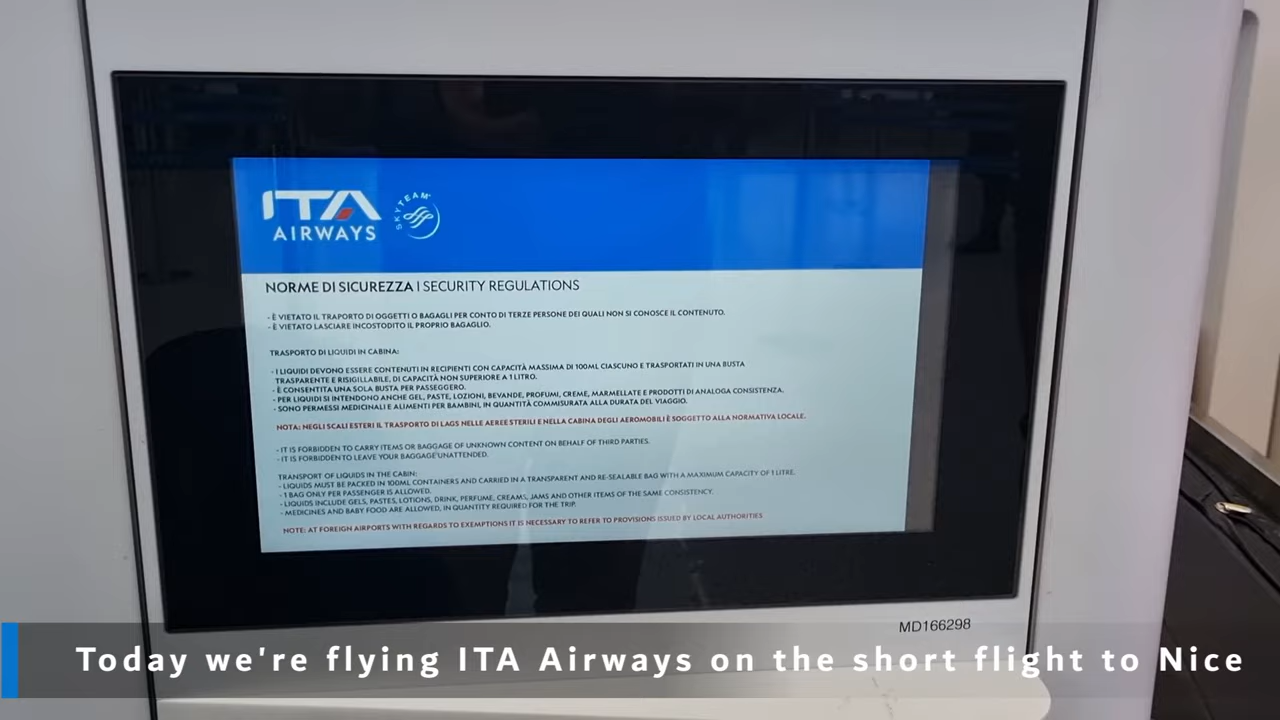 ITA
AIRWAYS
SKYTEAM
NORME DI SICUREZZA | SECURITY REGULATIONS
- È VIETATO IL TRAPORTO DI OGGETTI O BAGAGLI PER CONTO DI TERZE PERSONE DEI QUALI NON SI CONOSCE IL CONTENUTO.
- È VIETATO LASCIARE INCOSTODITO IL PROPRIO BAGAGLIO.
TRASPORTO DI LIQUIDI IN CABINA:
- I LIQUIDI DEVONO ESSERE CONTENUTI IN RECIPIENTI CON CAPACITÀ MASSIMA DI 100ML CIASCUNO E TRASPORTATI IN UNA BUSTA
TRASPARENTE E RISIGILLABILE, DI CAPACITÀ NON SUPERIORE A 1 LITRO.
- È CONSENTITA UNA SOLA BUSTA PER PASSEGGERO.
- PER LIQUIDI SI INTENDONO ANCHE GEL, PASTE, LOZIONI, BEVANDE, PROFUMI, CREME, MARMELLATE E PRODOTTI DI ANALOGA CONSISTENZA.
- SONO PERMESSI MEDICINALI E ALIMENTI PER BAMBINI, IN QUANTITÀ COMMISURATA ALLA DURATA DEL VIAGGIO.
NOTA: NEGLI SCALI ESTERI IL TRASPORTO DI LAGS NELLE AEREE STERILI E NELLA CABINA DEGLI AEROMOBILI È SOGGETTO ALLA NORMATIVA LOCALE.
- IT IS FORBIDDEN TO CARRY ITEMS OR BAGGAGE OF UNKNOWN CONTENT ON BEHALF OF THIRD PARTIES.
- IT IS FORBIDDEN TO LEAVE YOUR BAGGAGE UNATTENDED.
TRANSPORT OF LIQUIDS IN THE CABIN:
- LIQUIDS MUST BE PACKED IN 100ML CONTAINERS AND CARRIED IN A TRANSPARENT AND RE-SEALABLE BAG WITH A MAXIMUM CAPACITY OF 1 LITRE.
- 1 BAG ONLY PER PASSENGER IS ALLOWED.
- LIQUIDS INCLUDE GELS, PASTES, LOTIONS, DRINK, PERFUME, CREAMS, JAMS AND OTHER ITEMS OF THE SAME CONSISTENCY.
- MEDICINES AND BABY FOOD ARE ALLOWED, IN QUANTITY REQUIRED FOR THE TRIP.
NOTE: AT FOREIGN AIRPORTS WITH REGARDS TO EXEMPTIONS IT IS NECESSARY TO REFER TO PROVISIONS ISSUED BY LOCAL AUTHORITIES
MD166298
Today we're flying ITA Airways on the short flight to Nice